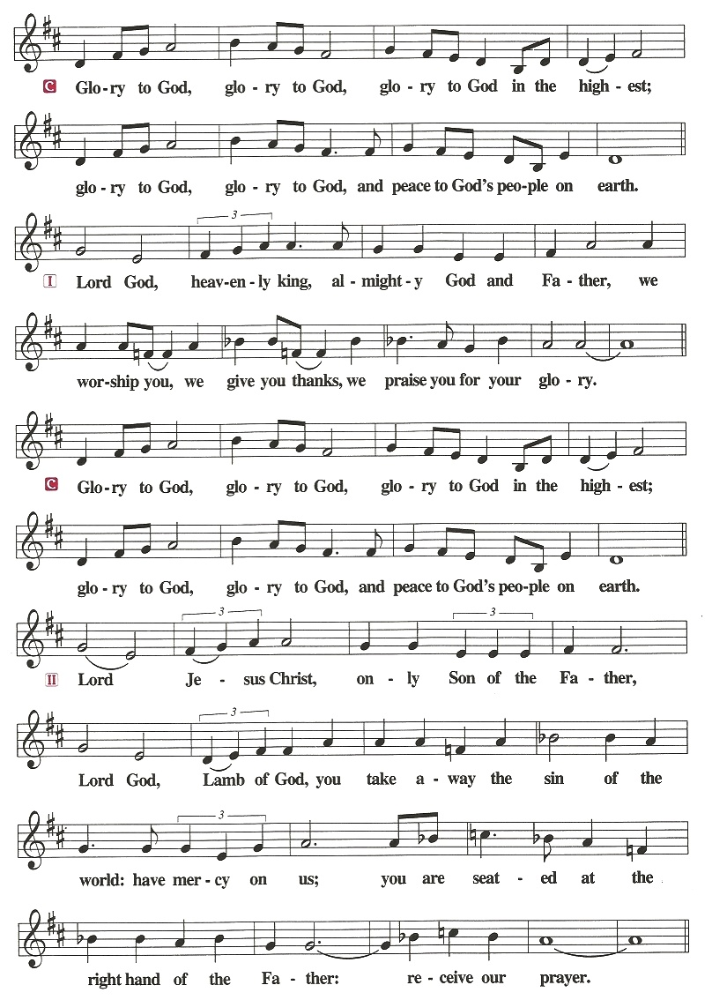 C Glo-ry to God, glo - ry to God, glo - ry to God in the high - est;
glo - ry to God, glo - ry to God, and peace to God's peo-ple on earth.
3
I Lord God, heav-en-ly king, al - might-y God and Fa - ther, we
wor-ship you, we give you thanks, we praise you for your glo - ry.
C Glo-ry to God, glo - ry to God, glo - ry to God in the high - est;
glo - ry to God, glo - ry to God, and peace to God's peo-ple on earth.
3 3
II Lord Je - sus Christ, on - ly Son of the Fa - ther,
3
Lord God, Lamb of God, you take a - way the sin of the
3
world: have mer - cy on us; you are seat - ed at the
right hand of the Fa - ther: re - ceive our prayer.